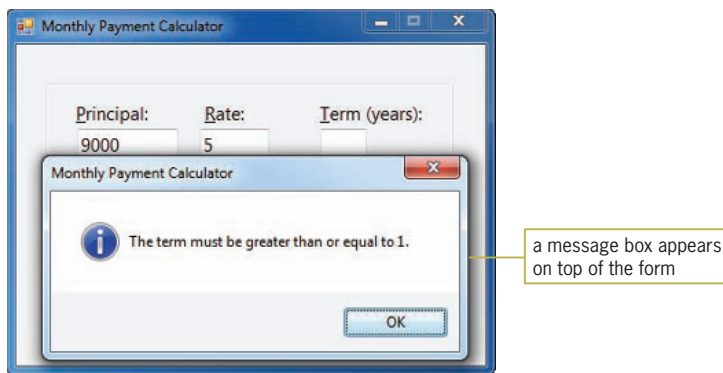 Monthly Payment Calculator
Principal: Rate: Term (years):
9000 5
Monthly Payment Calculator
The term must be greater than or equal to 1.
OK
a message box appears
on top of the form